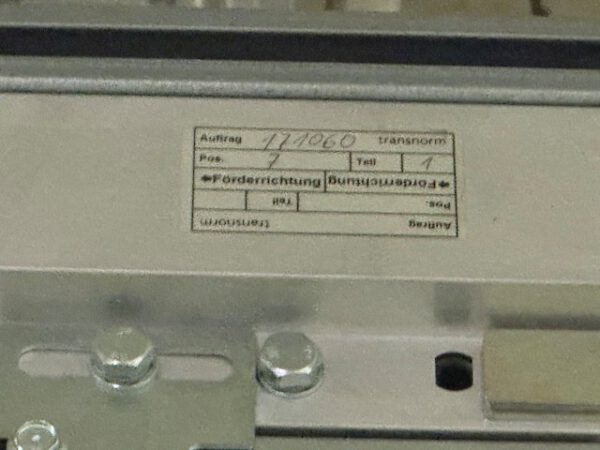 Auftrag 171060 transnorm
Pos. 7 Teil 1
←Förderrichtung ←Förderrichtung
Pos. Teil
Auftrag transnorm